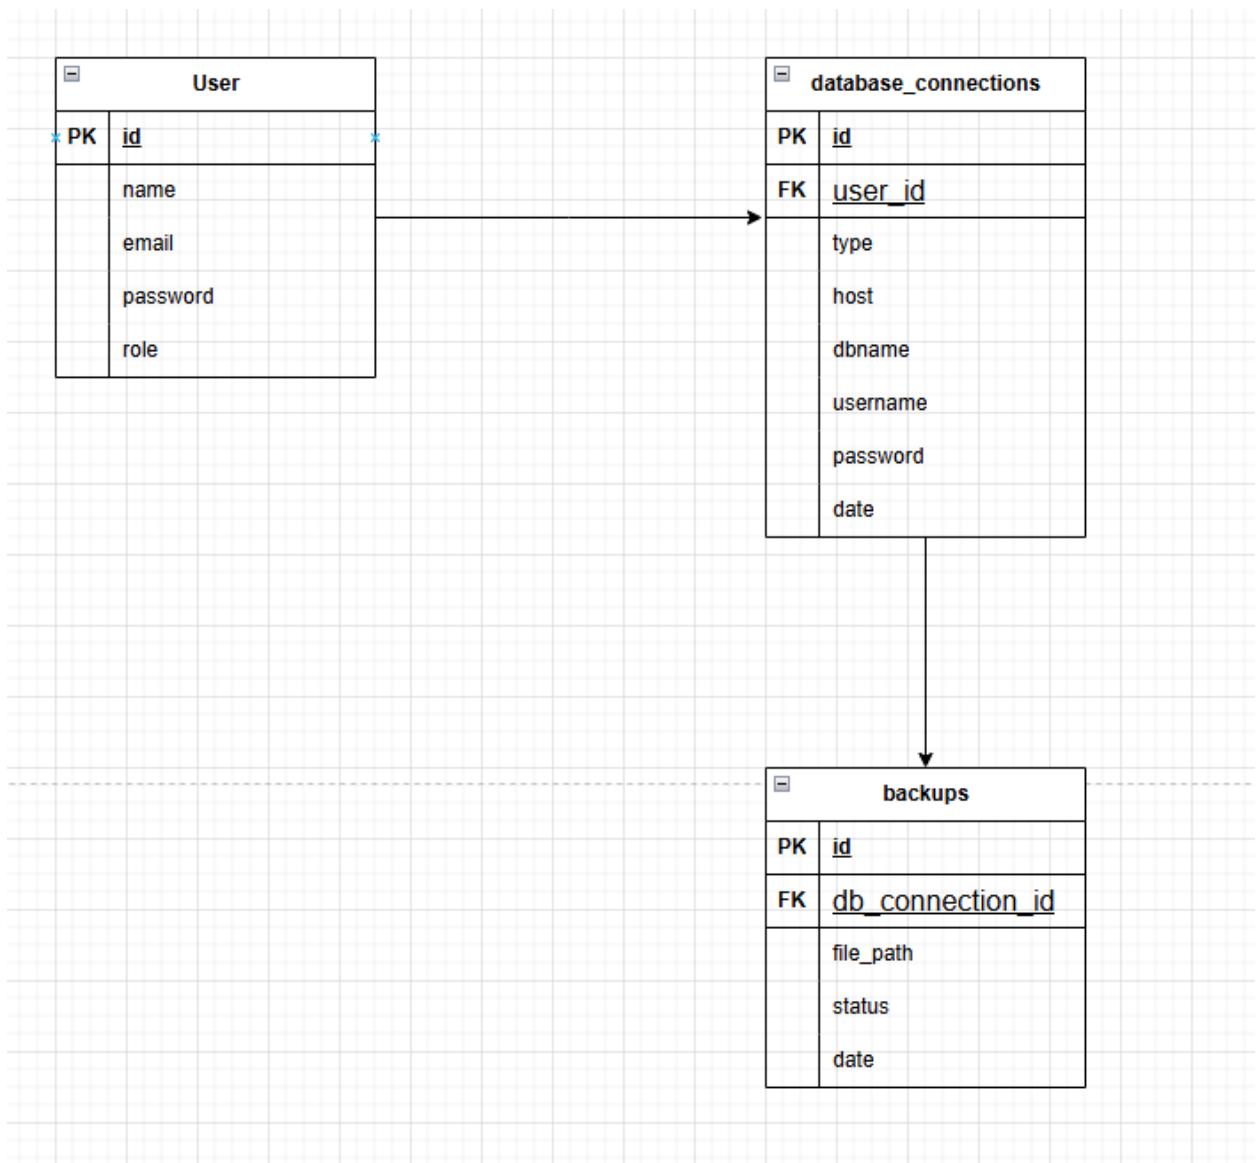 User
PK id
name
email
password
role
database_connections
PK id
FK user_id
type
host
dbname
username
password
date
backups
PK id
FK db_connection_id
file_path
status
date